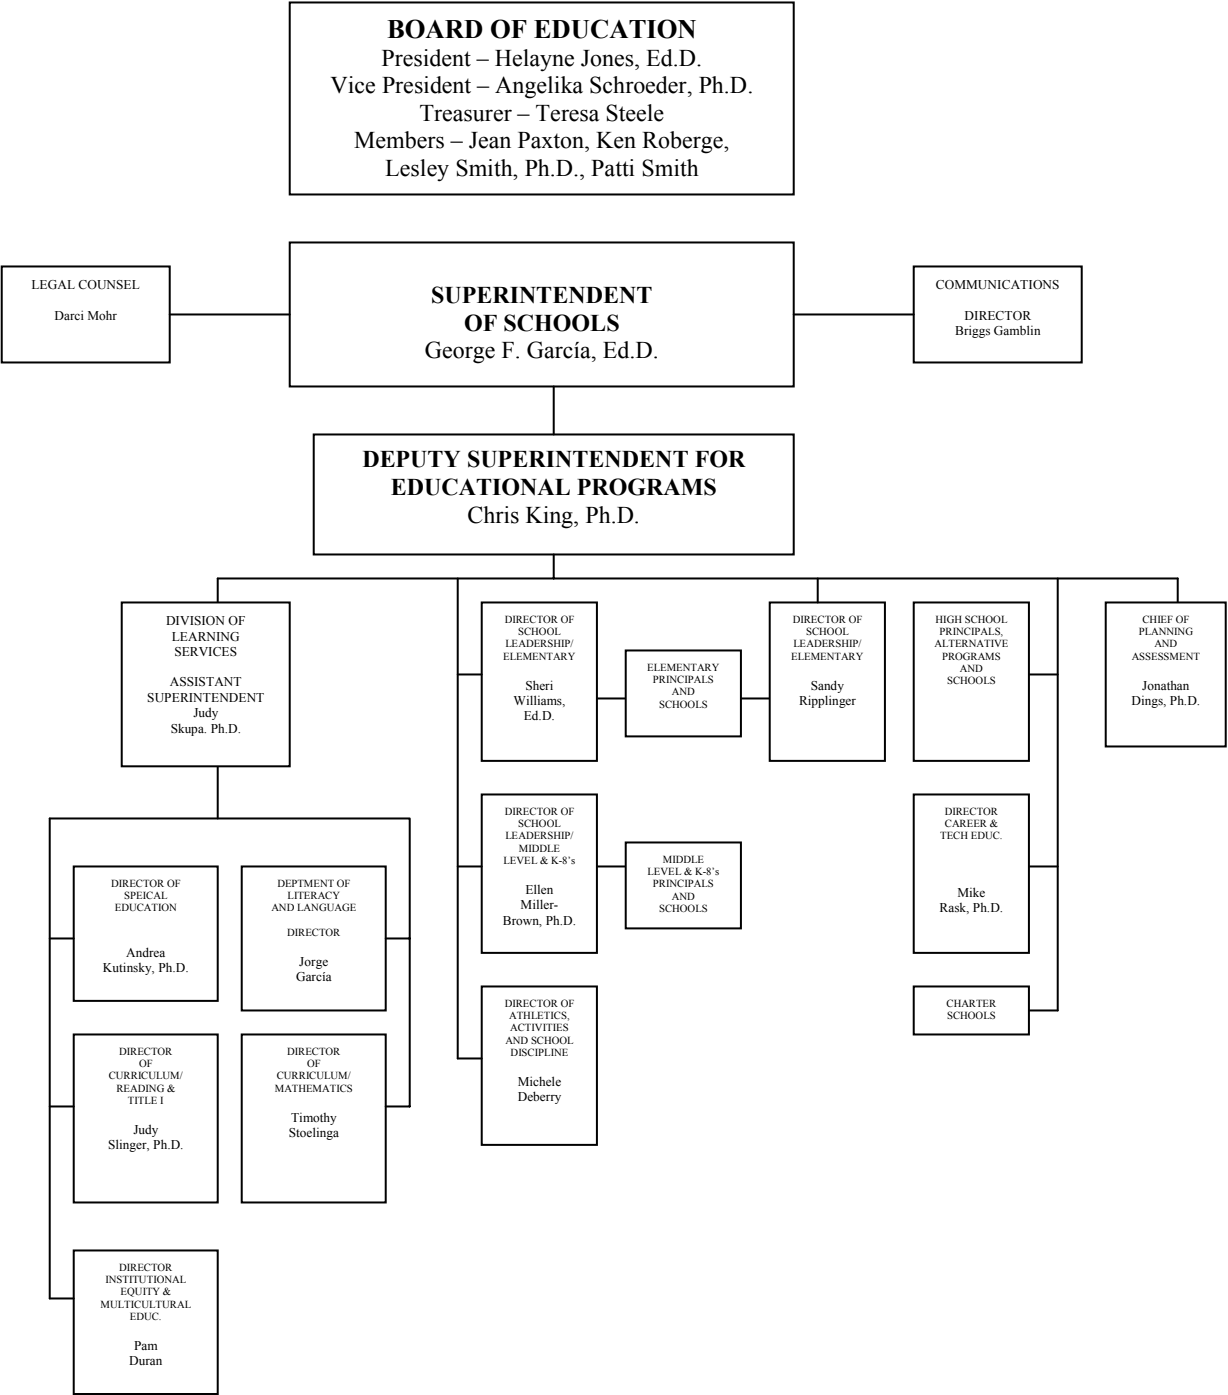 BOARD OF EDUCATION
President – Helayne Jones, Ed.D.
Vice President – Angelika Schroeder, Ph.D.
Treasurer – Teresa Steele
Members – Jean Paxton, Ken Roberge,
Lesley Smith, Ph.D., Patti Smith
LEGAL COUNSEL
Darci Mohr
SUPERINTENDENT
OF SCHOOLS
George F. García, Ed.D.
COMMUNICATIONS
DIRECTOR
Briggs Gamblin
DEPUTY SUPERINTENDENT FOR
EDUCATIONAL PROGRAMS
Chris King, Ph.D.
DIVISION OF
LEARNING
SERVICES
ASSISTANT
SUPERINTENDENT
Judy
Skupa. Ph.D.
DIRECTOR OF
SCHOOL
LEADERSHIP/
ELEMENTARY
Sheri
Williams,
Ed.D.
ELEMENTARY
PRINCIPALS
AND
SCHOOLS
DIRECTOR OF
SCHOOL
LEADERSHIP/
ELEMENTARY
Sandy
Ripplinger
HIGH SCHOOL
PRINCIPALS,
ALTERNATIVE
PROGRAMS
AND
SCHOOLS
CHIEF OF
PLANNING
AND
ASSESSMENT
Jonathan
Dings, Ph.D.
DIRECTOR OF
SCHOOL
LEADERSHIP/
MIDDLE
LEVEL & K-8's
Ellen
Miller-
Brown, Ph.D.
MIDDLE
LEVEL & K-8's
PRINCIPALS
AND
SCHOOLS
DIRECTOR
CAREER &
TECH EDUC.
Mike
Rask, Ph.D.
DIRECTOR OF
SPEICAL
EDUCATION
Andrea
Kutinsky, Ph.D.
DEPTMENT OF
LITERACY
AND LANGUAGE
DIRECTOR
Jorge
García
DIRECTOR OF
ATHLETICS,
ACTIVITIES
AND SCHOOL
DISCIPLINE
Michele
Deberry
CHARTER
SCHOOLS
DIRECTOR
OF
CURRICULUM/
READING &
TITLE I
Judy
Slinger, Ph.D.
DIRECTOR
OF
CURRICULUM/
MATHEMATICS
Timothy
Stoelinga
DIRECTOR
INSTITUTIONAL
EQUITY &
MULTICULTURAL
EDUC.
Pam
Duran